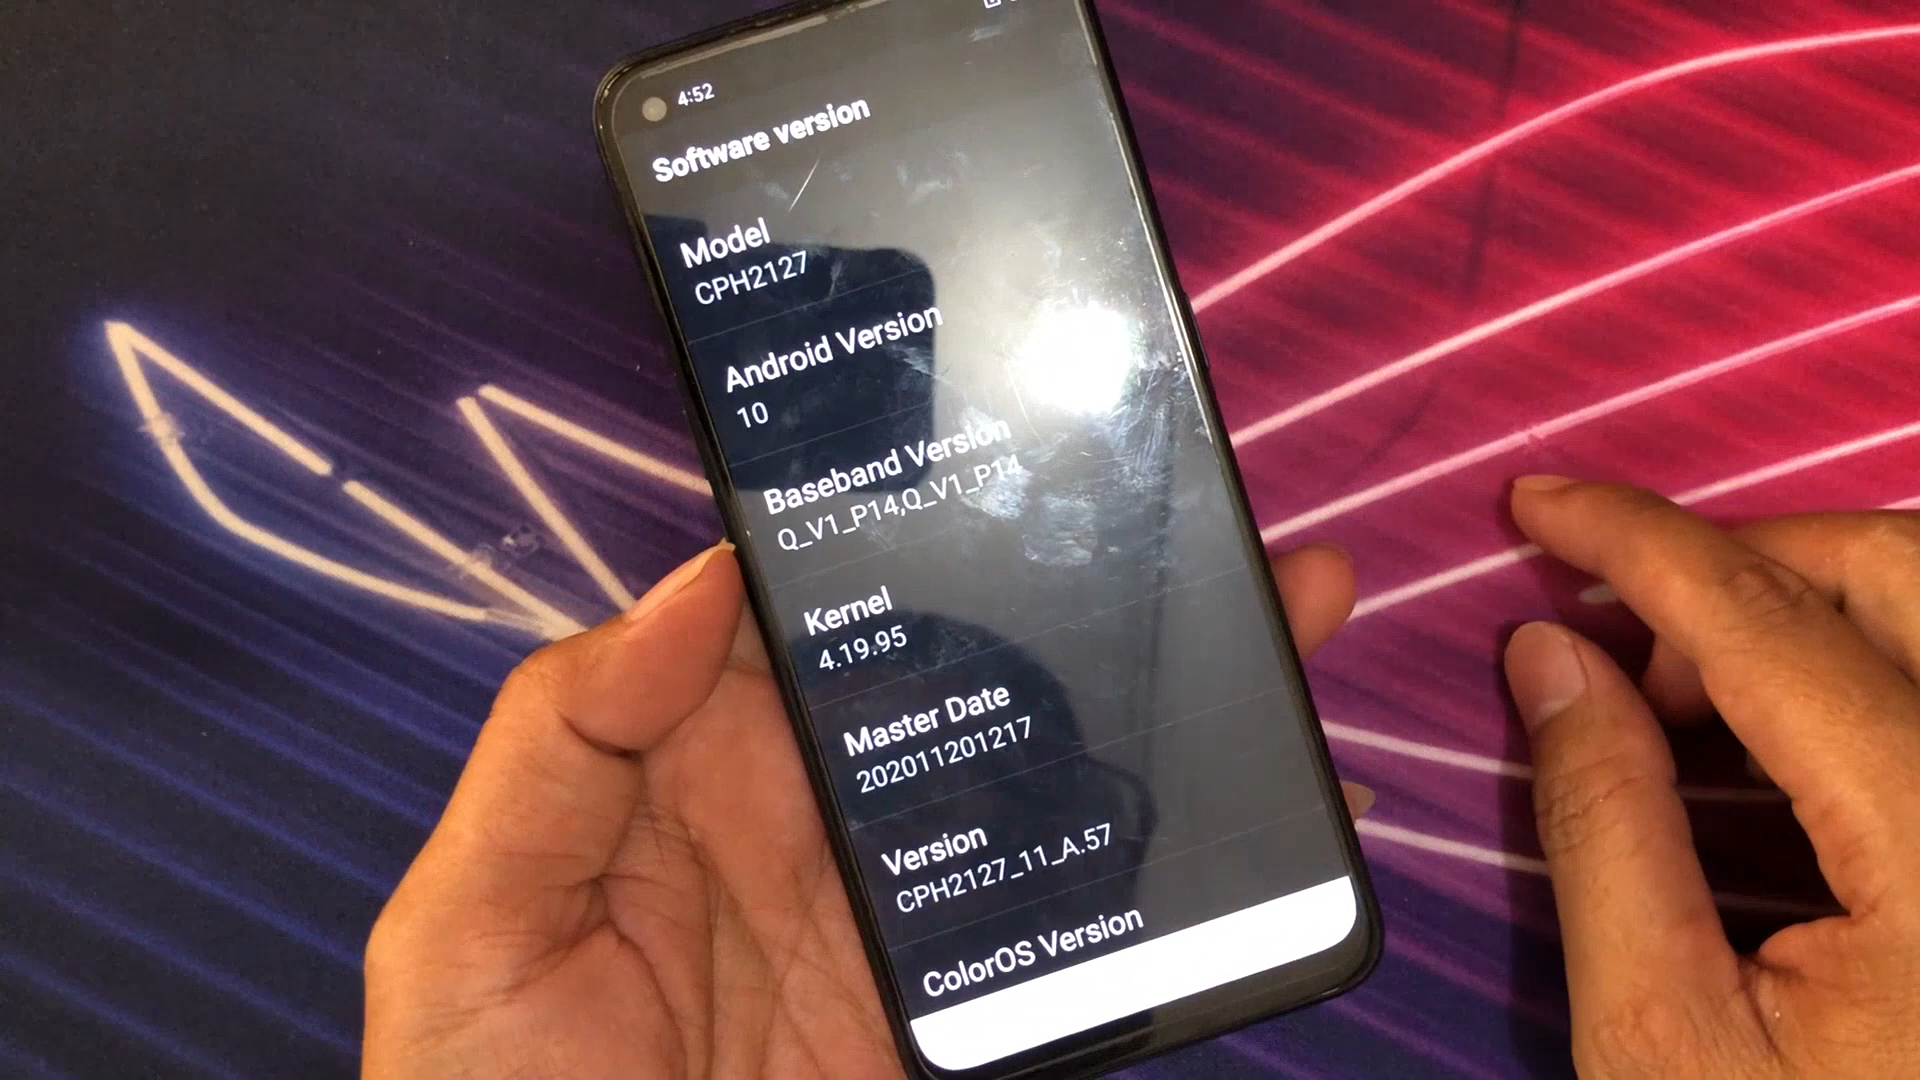 4:52
Software version
Model
CPH2127
Android Version
10
Baseband Version
Q_V1_P14,Q_V1_P14
Kernel
4.19.95
Master Date
202011201217
Version
CPH2127_11_A.57
ColorOS Version